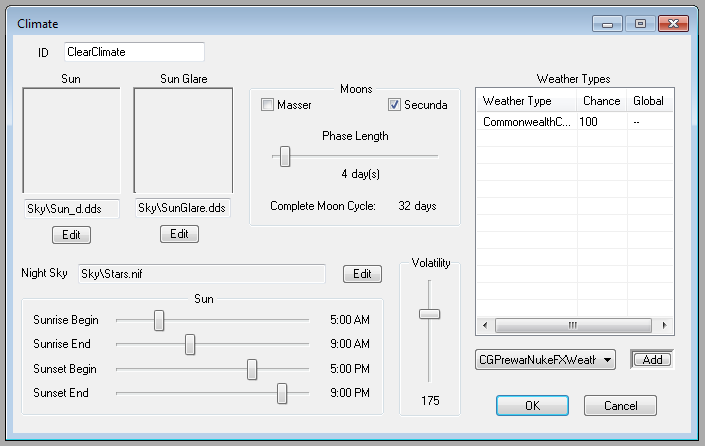 Climate
ID ClearClimate
Sun Sun Glare
Sky\Sun_d.dds Sky\SunGlare.dds
Edit Edit
Moons
Masser Secunda
Phase Length
4 day(s)
Complete Moon Cycle: 32 days
Weather Types
Weather Type Chance Global
CommonwealthC... 100 --
Night Sky Sky\Stars.nif Edit
Sun
Sunrise Begin 5:00 AM
Sunrise End 9:00 AM
Sunset Begin 5:00 PM
Sunset End 9:00 PM
Volatility
175
CGPrewarNukeFXWeath Add
OK Cancel